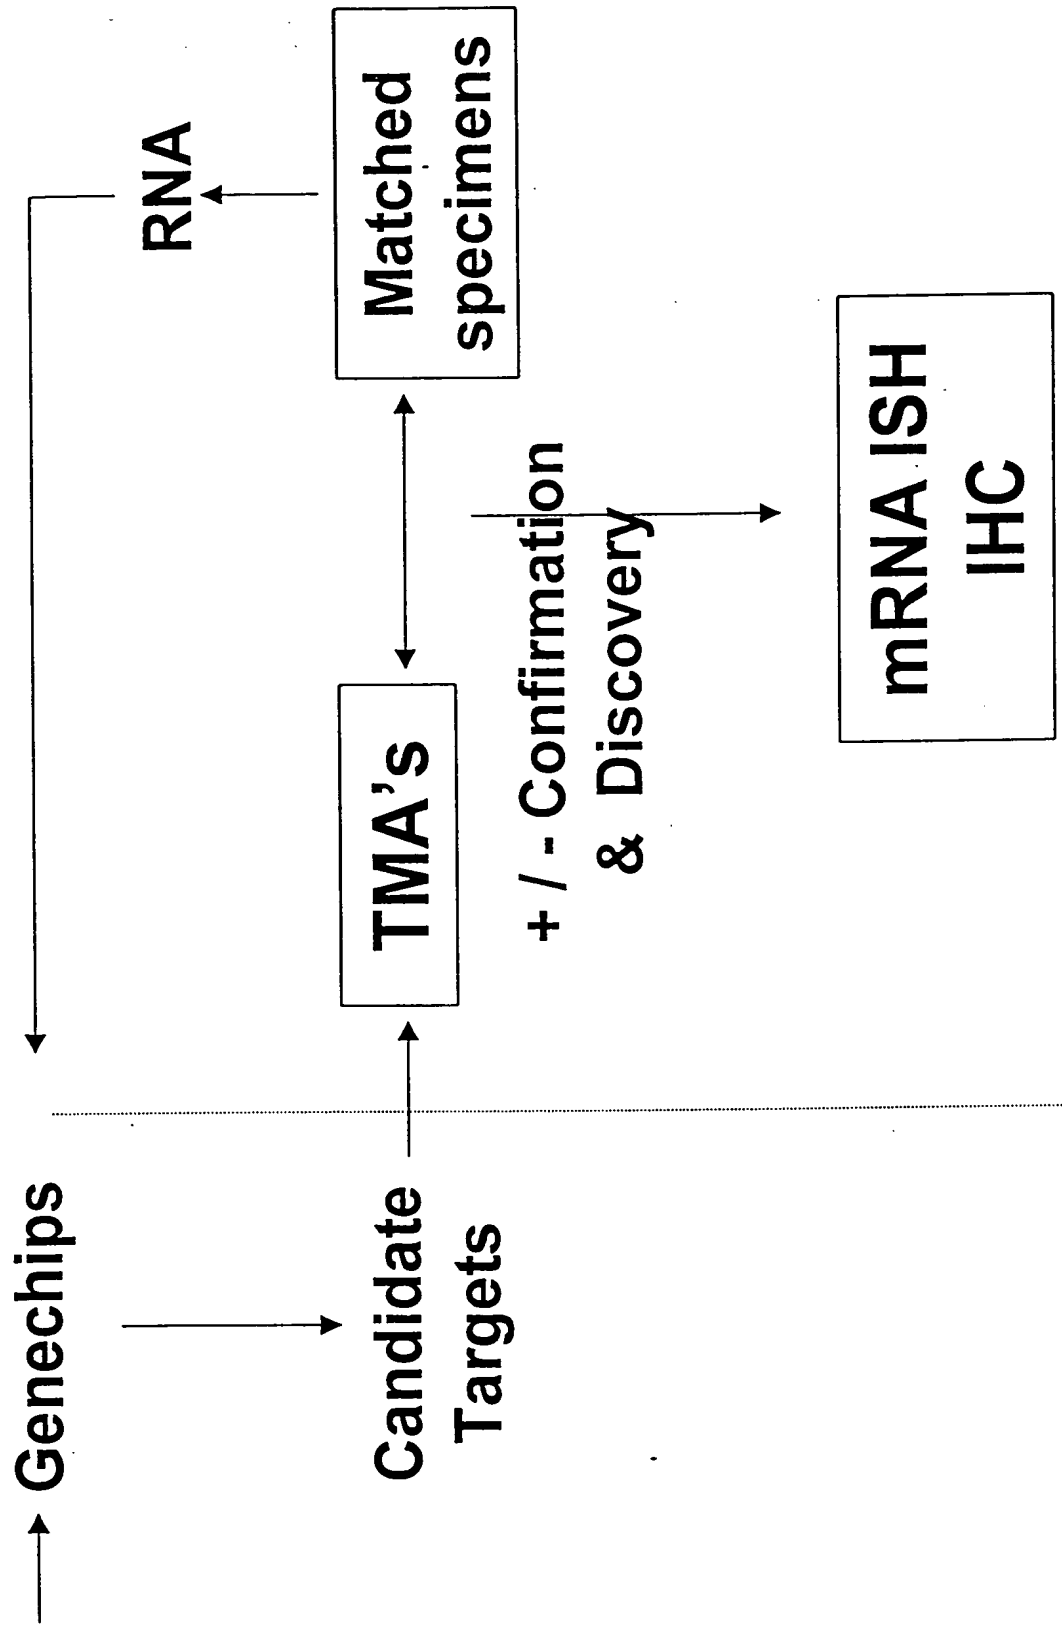 Genechips
RNA
Candidate
Targets
TMA's
Matched
specimens
+ / - Confirmation
& Discovery
mRNA ISH
IHC